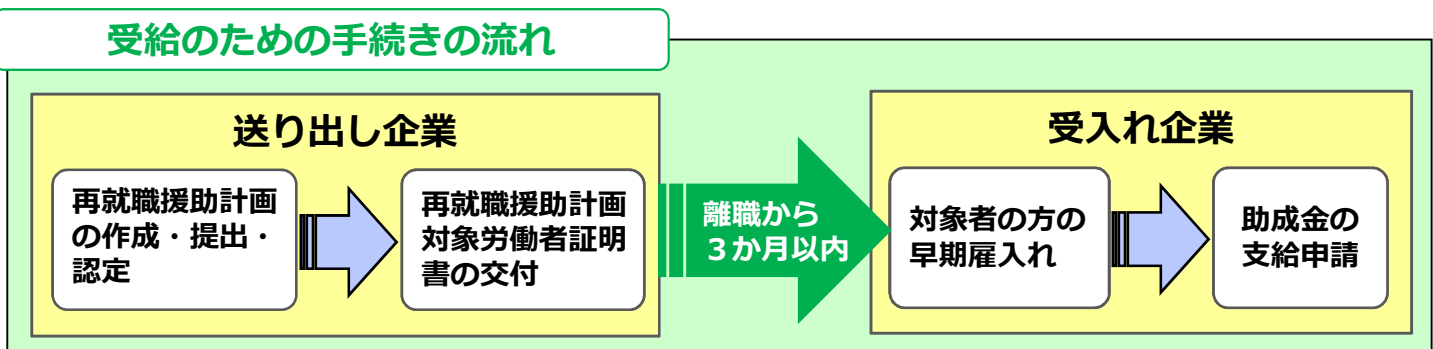 受給のための手続きの流れ
送り出し企業
再就職援助計画
の作成・提出・
認定
再就職援助計画
対象労働者証明
書の交付
離職から
３か月以内
受入れ企業
対象者の方の
早期雇入れ
助成金の
支給申請